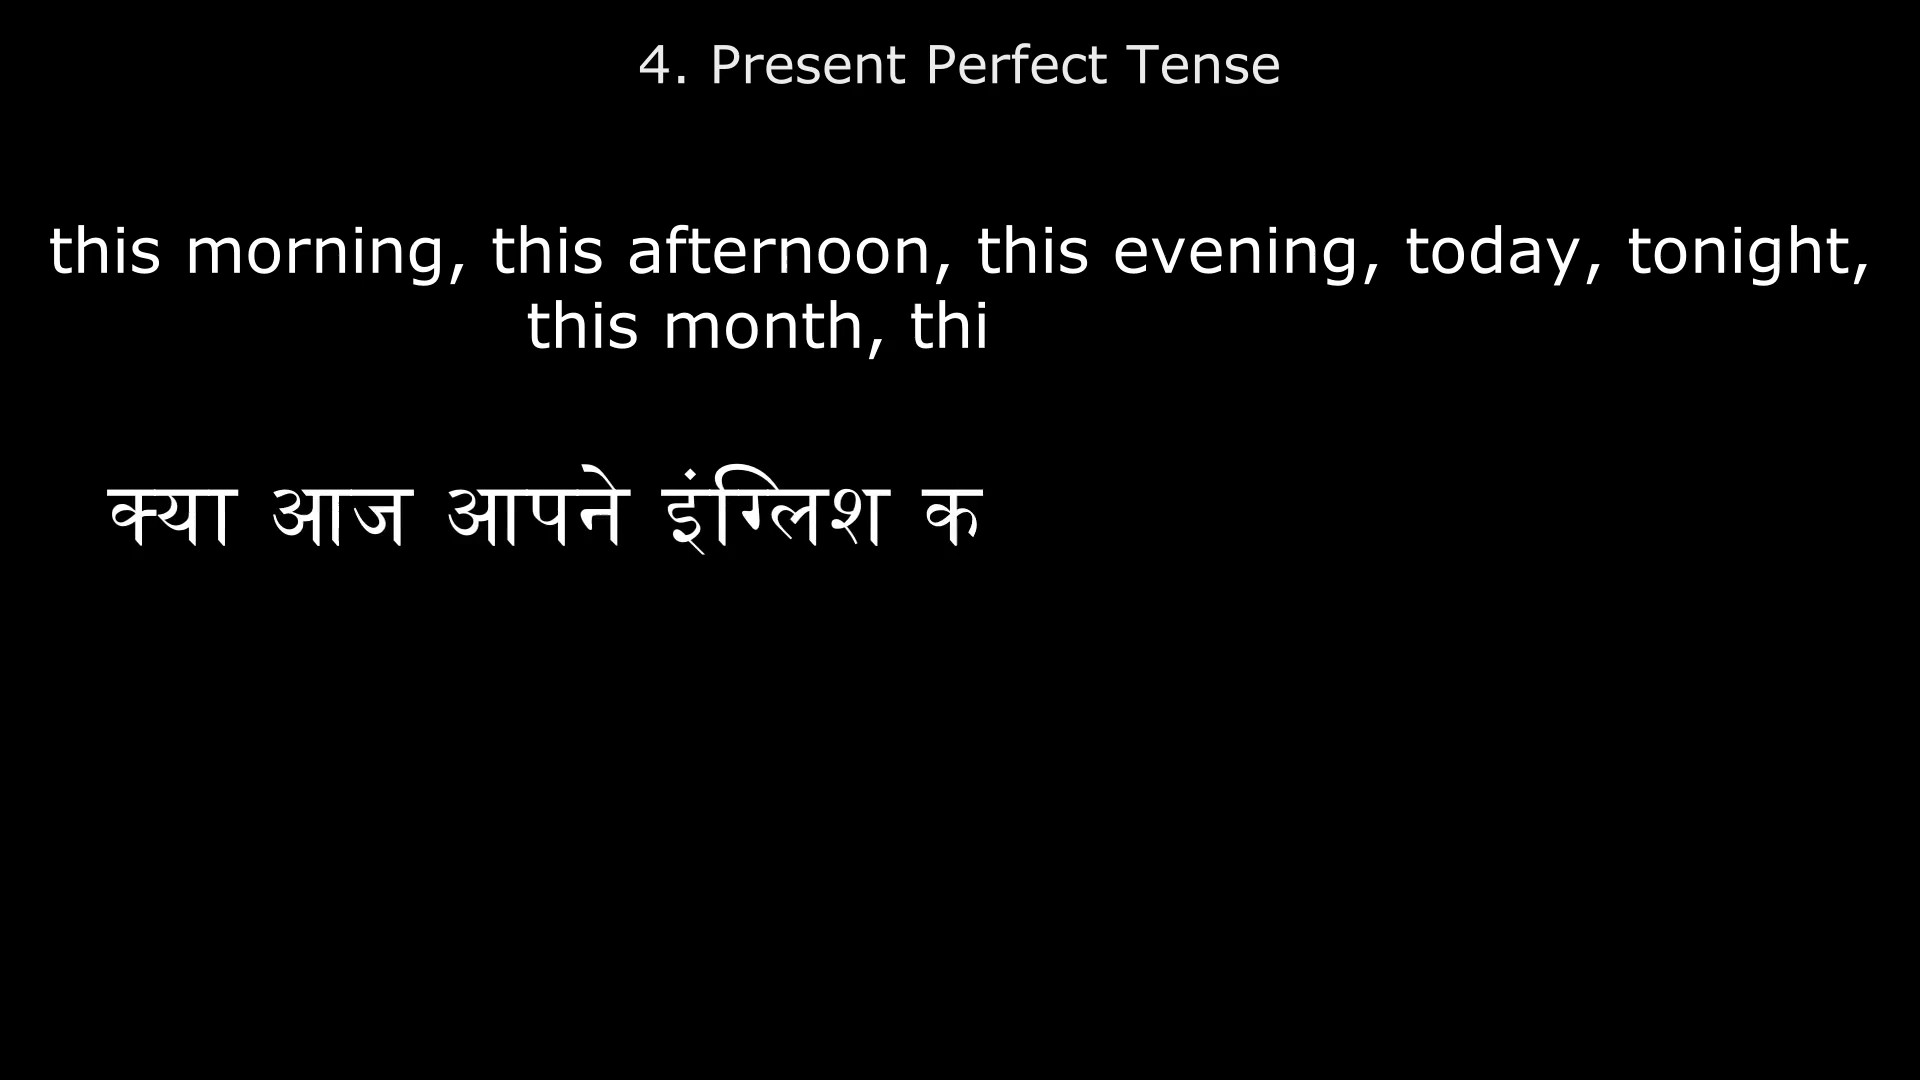 4. Present Perfect Tense
this morning, this afternoon, this evening, today, tonight,
this month, thi
क्या आज आपने इंग्लिश क